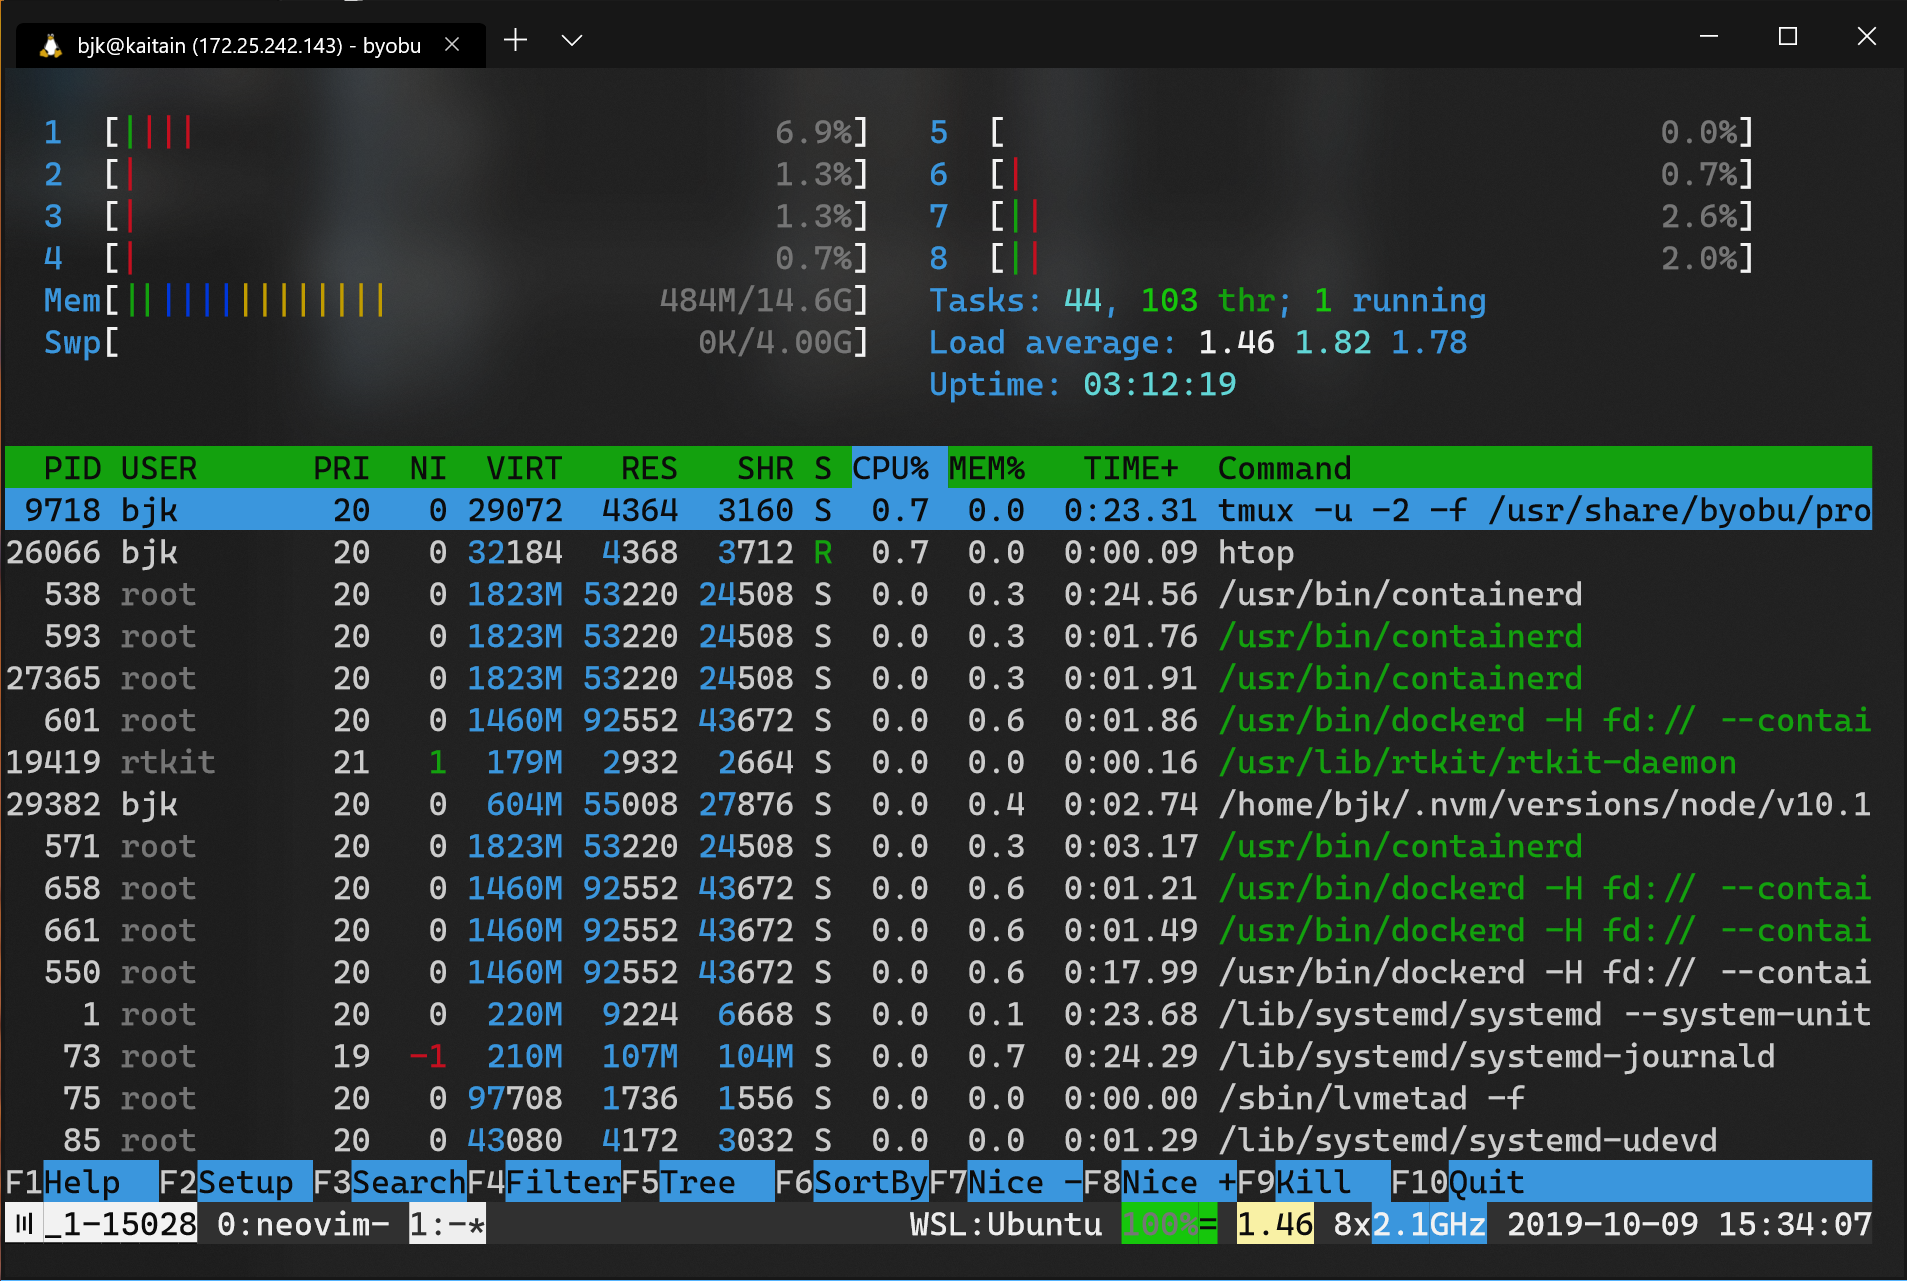 bjk@kaitain (172.25.242.143) - byobu
1 [|||| 6.9%] 5 [ 0.0%]
2 [| 1.3%] 6 [| 0.7%]
3 [| 1.3%] 7 [|| 2.6%]
4 [| 0.7%] 8 [|| 2.0%]
Mem[|||||||||||||| 484M/14.6G] Tasks: 44, 103 thr; 1 running
Swp[ 0K/4.00G] Load average: 1.46 1.82 1.78
Uptime: 03:12:19
PID USER PRI NI VIRT RES SHR S CPU% MEM% TIME+ Command
9718 bjk 20 0 29072 4364 3160 S 0.7 0.0 0:23.31 tmux -u -2 -f /usr/share/byobu/pro
26066 bjk 20 0 32184 4368 3712 R 0.7 0.0 0:00.09 htop
538 root 20 0 1823M 53220 24508 S 0.0 0.3 0:24.56 /usr/bin/containerd
593 root 20 0 1823M 53220 24508 S 0.0 0.3 0:01.76 /usr/bin/containerd
27365 root 20 0 1823M 53220 24508 S 0.0 0.3 0:01.91 /usr/bin/containerd
601 root 20 0 1460M 92552 43672 S 0.0 0.6 0:01.86 /usr/bin/dockerd -H fd:// --contai
19419 rtkit 21 1 179M 2932 2664 S 0.0 0.0 0:00.16 /usr/lib/rtkit/rtkit-daemon
29382 bjk 20 0 604M 55008 27876 S 0.0 0.4 0:02.74 /home/bjk/.nvm/versions/node/v10.1
571 root 20 0 1823M 53220 24508 S 0.0 0.3 0:03.17 /usr/bin/containerd
658 root 20 0 1460M 92552 43672 S 0.0 0.6 0:01.21 /usr/bin/dockerd -H fd:// --contai
661 root 20 0 1460M 92552 43672 S 0.0 0.6 0:01.49 /usr/bin/dockerd -H fd:// --contai
550 root 20 0 1460M 92552 43672 S 0.0 0.6 0:17.99 /usr/bin/dockerd -H fd:// --contai
1 root 20 0 220M 9224 6668 S 0.0 0.1 0:23.68 /lib/systemd/systemd --system-unit
73 root 19 -1 210M 107M 104M S 0.0 0.7 0:24.29 /lib/systemd/systemd-journald
75 root 20 0 97708 1736 1556 S 0.0 0.0 0:00.00 /sbin/lvmetad -f
85 root 20 0 43080 4172 3032 S 0.0 0.0 0:01.29 /lib/systemd/systemd-udevd
F1Help F2Setup F3SearchF4FilterF5Tree F6SortByF7Nice -F8Nice +F9Kill F10Quit
_1-15028 0:neovim- 1:-* WSL:Ubuntu 100%= 1.46 8x2.1GHz 2019-10-09 15:34:07